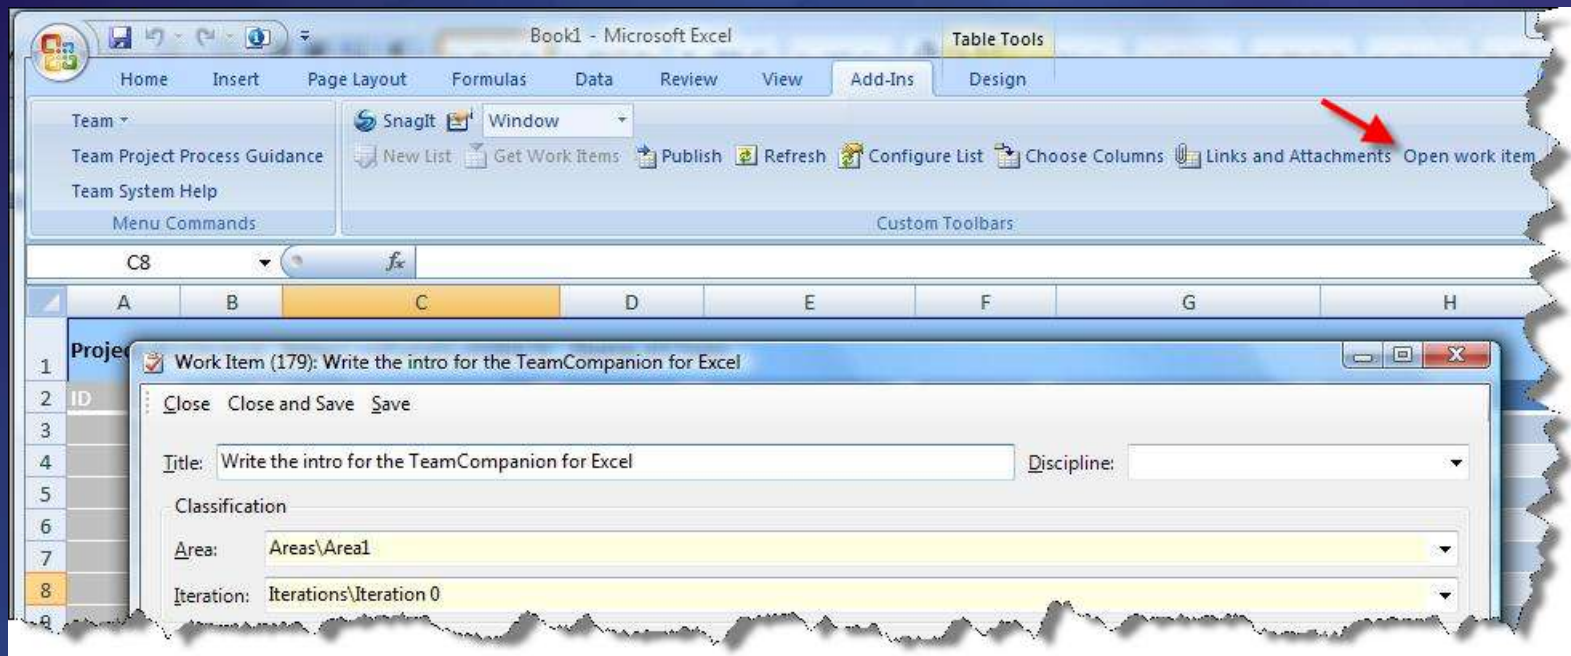 Book1 - Microsoft Excel
Table Tools
Home Insert Page Layout Formulas Data Review View Add-Ins Design
Team
SnagIt Window
Team Project Process Guidance
New List Get Work Items Publish Refresh Configure List Choose Columns Links and Attachments Open work item
Team System Help
Menu Commands
Custom Toolbars
C8 fx
A B C D E F G H
1 Projec
Work Item (179): Write the intro for the TeamCompanion for Excel
2 ID
Close Close and Save Save
3
4
Title: Write the intro for the TeamCompanion for Excel Discipline:
5
Classification
6
7
Area: Areas\Area1
8
Iteration: Iterations\Iteration 0
9